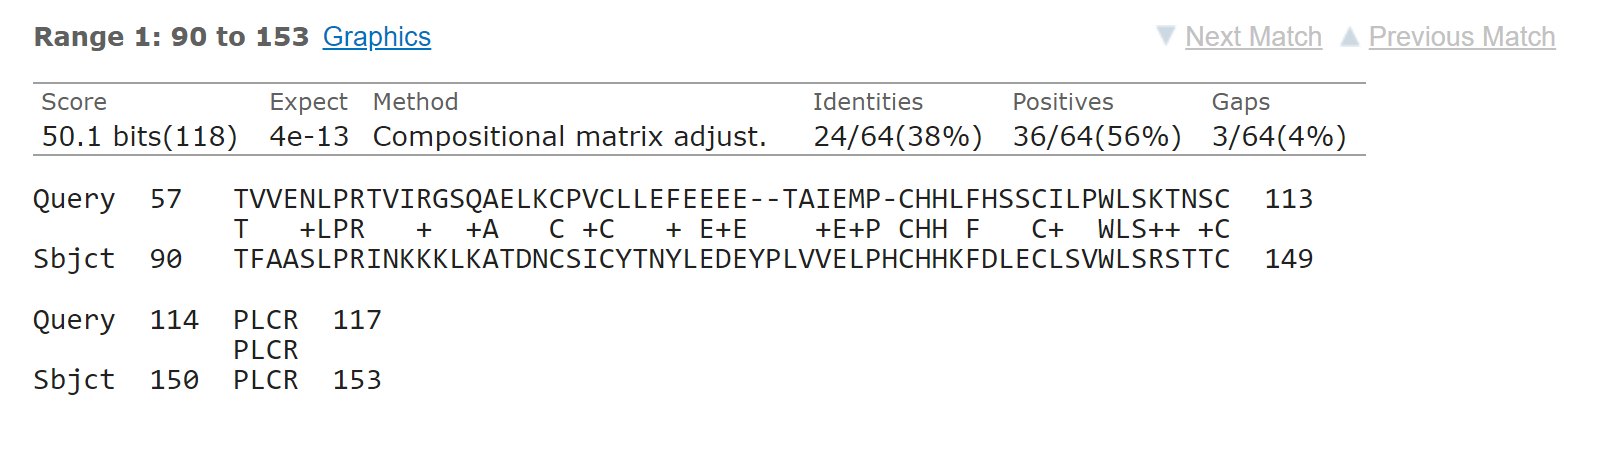 Range 1: 90 to 153 Graphics ▼ Next Match ▲ Previous Match
Score Expect Method Identities Positives Gaps
50.1 bits(118) 4e-13 Compositional matrix adjust. 24/64(38%) 36/64(56%) 3/64(4%)
Query  57   TVVENLPRTVIRGSQAELKCPVCLLEFEEEE--TAIEMP-CHHLFHSSCILPWLSKTNSC  113
            T   +LPR   +  +A   C +C   + E+E    +E+P CHH F   C+  WLS++ +C
Sbjct  90   TFAASLPRINKKKLKATDNCSICYTNYLEDEYPLVVELPHCHHKFDLECLSVWLSRSTTC  149
Query  114  PLCR  117
            PLCR
Sbjct  150  PLCR  153